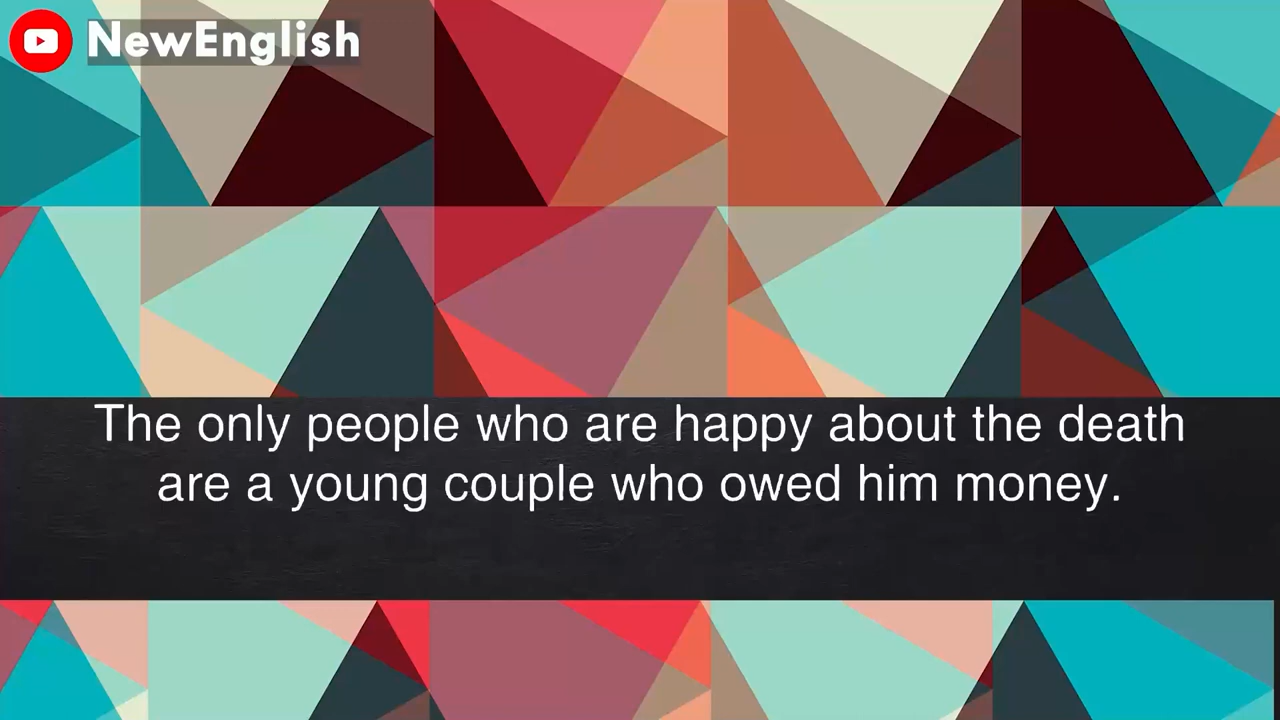 NewEnglish
The only people who are happy about the death
are a young couple who owed him money.